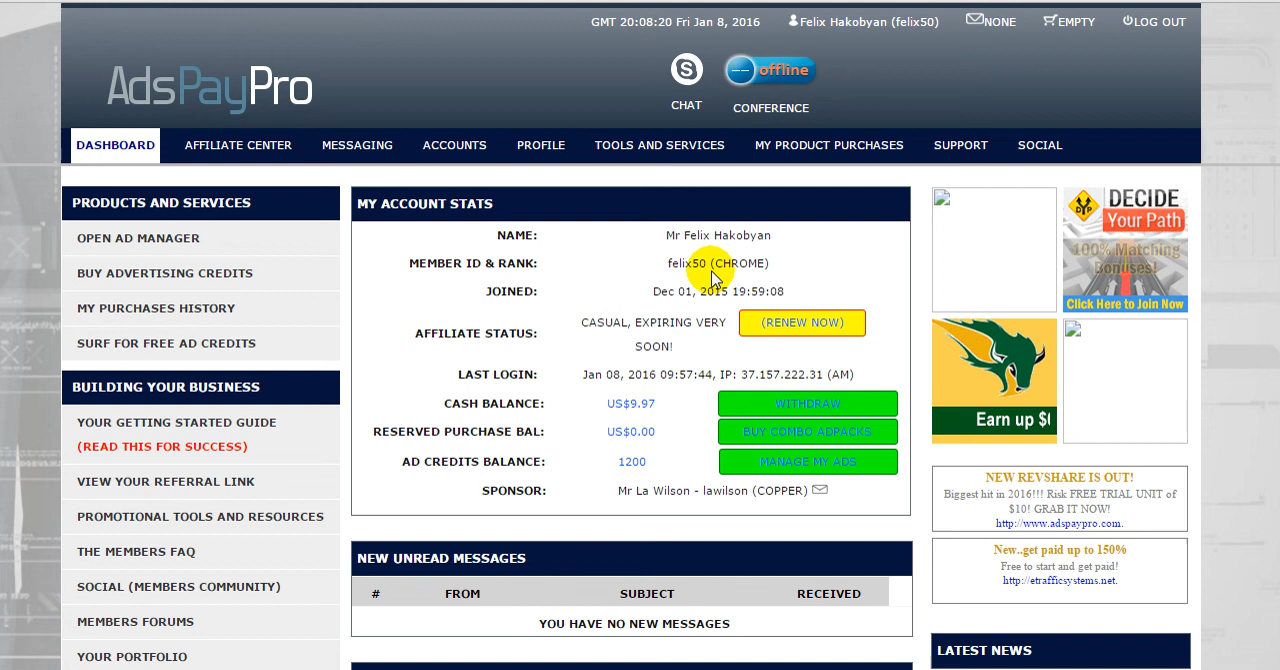 GMT 20:08:20 Fri Jan 8, 2016 Felix Hakobyan (felix50) NONE EMPTY LOG OUT
AdsPayPro
S -- offline
CHAT CONFERENCE
DASHBOARD AFFILIATE CENTER MESSAGING ACCOUNTS PROFILE TOOLS AND SERVICES MY PRODUCT PURCHASES SUPPORT SOCIAL
PRODUCTS AND SERVICES
OPEN AD MANAGER
BUY ADVERTISING CREDITS
MY PURCHASES HISTORY
SURF FOR FREE AD CREDITS
BUILDING YOUR BUSINESS
YOUR GETTING STARTED GUIDE
(READ THIS FOR SUCCESS)
VIEW YOUR REFERRAL LINK
PROMOTIONAL TOOLS AND RESOURCES
THE MEMBERS FAQ
SOCIAL (MEMBERS COMMUNITY)
MEMBERS FORUMS
YOUR PORTFOLIO
MY ACCOUNT STATS
NAME: Mr Felix Hakobyan
MEMBER ID & RANK: felix50 (CHROME)
JOINED: Dec 01, 2015 19:59:08
AFFILIATE STATUS: CASUAL, EXPIRING VERY SOON! (RENEW NOW)
LAST LOGIN: Jan 08, 2016 09:57:44, IP: 37.157.222.31 (AM)
CASH BALANCE: US$9.97 WITHDRAW
RESERVED PURCHASE BAL: US$0.00 BUY COMBO ADPACKS
AD CREDITS BALANCE: 1200 MANAGE MY ADS
SPONSOR: Mr La Wilson - lawilson (COPPER)
NEW UNREAD MESSAGES
# FROM SUBJECT RECEIVED
YOU HAVE NO NEW MESSAGES
DYP
DECIDE
Your Path
100% Matching
Bonuses!
Click Here to Join Now
Earn up $
NEW REVSHARE IS OUT!
Biggest hit in 2016!!! Risk FREE TRIAL UNIT of
$10! GRAB IT NOW!
http://www.adspaypro.com.
New..get paid up to 150%
Free to start and get paid!
http://etrafficsystems.net.
LATEST NEWS